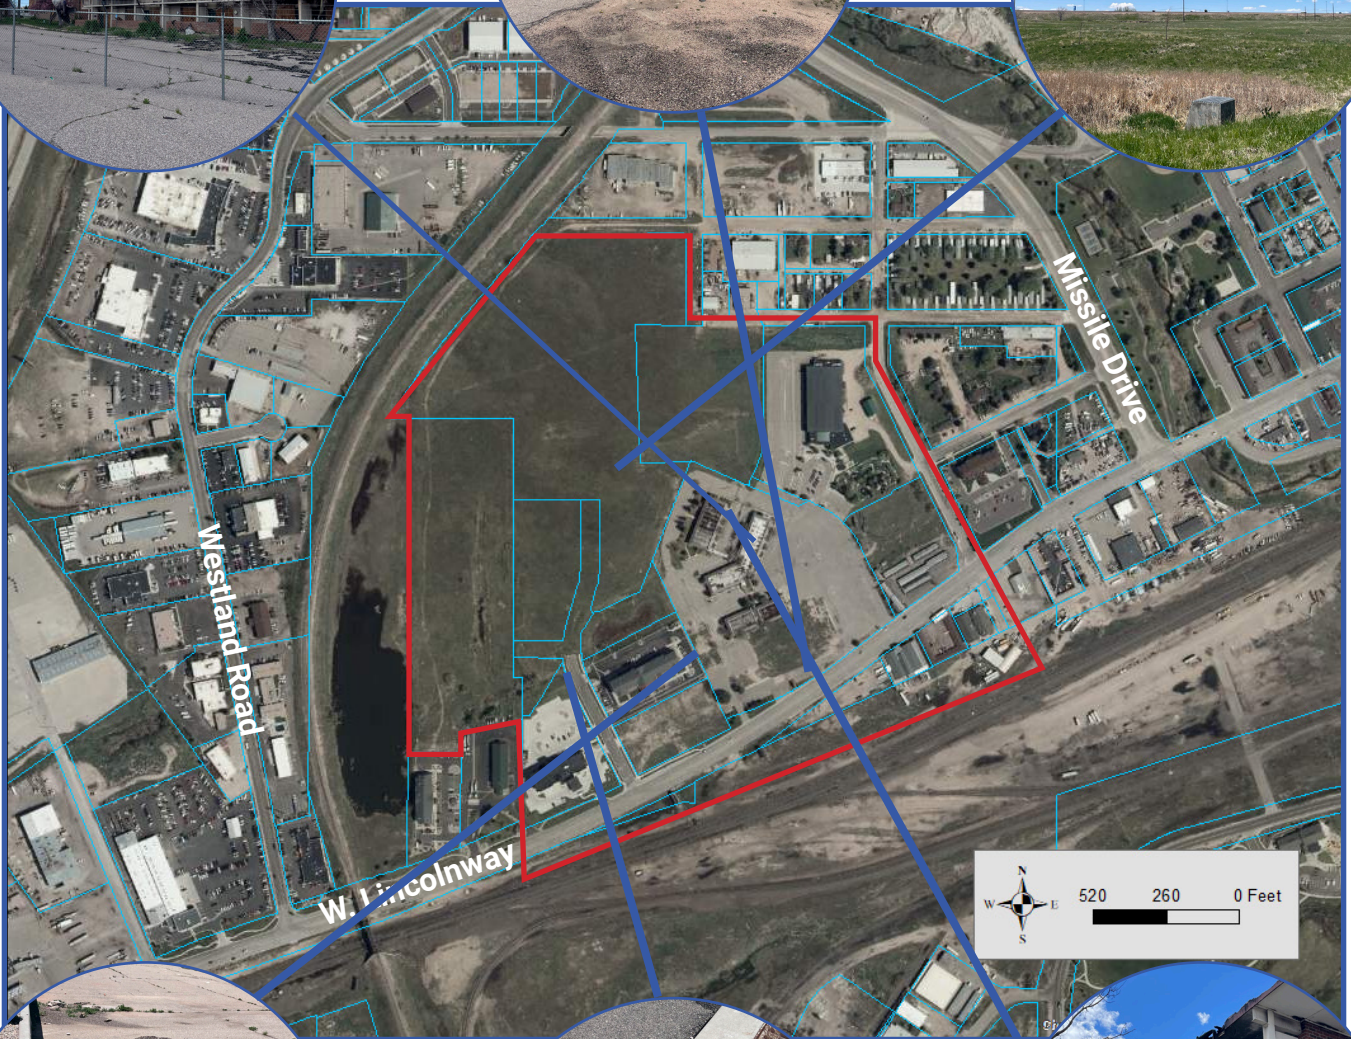 Missile Drive
Westland Road
W. Lincolnway
N
W
E
S
520 260 0 Feet